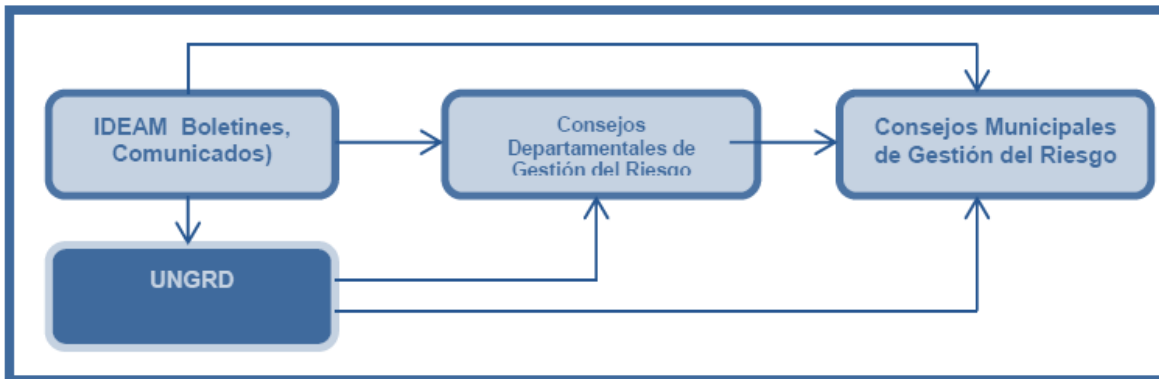 IDEAM Boletines,
Comunicados)
Consejos
Departamentales de
Gestión del Riesgo
Consejos Municipales
de Gestión del Riesgo
UNGRD